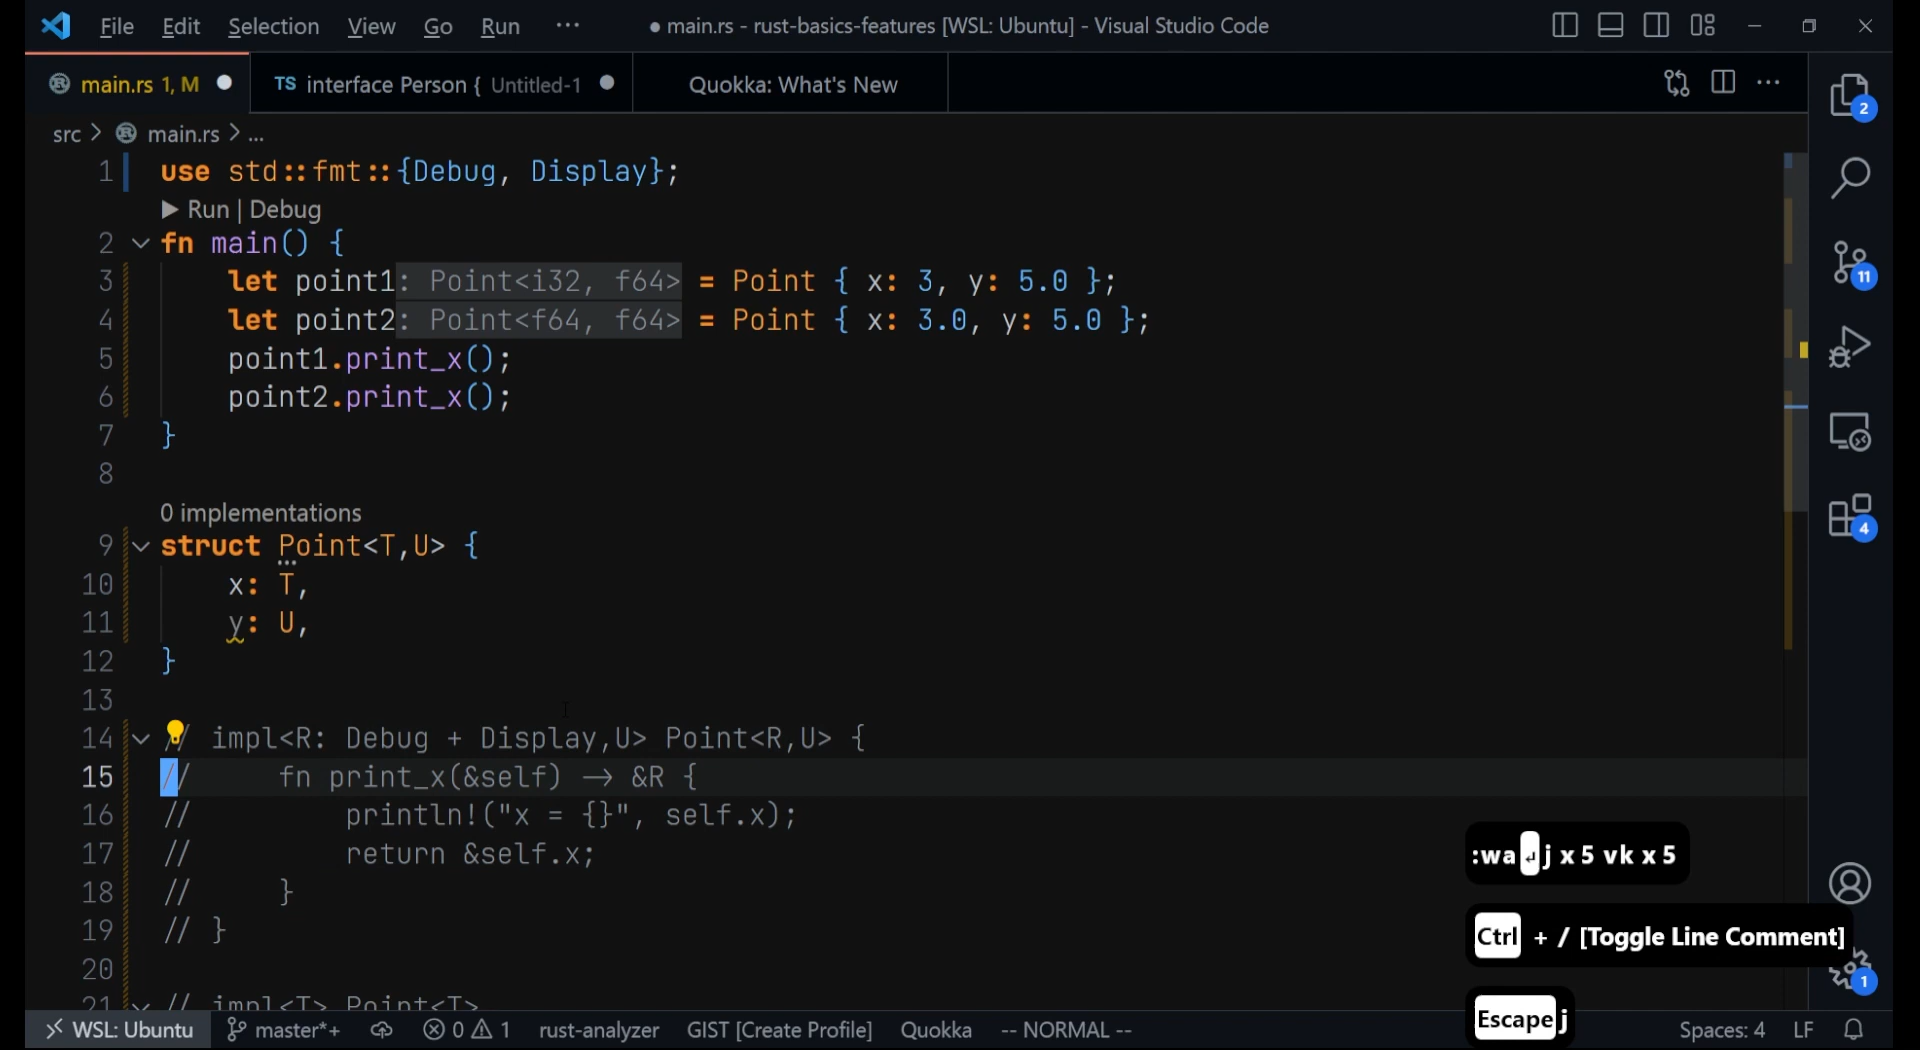 File Edit Selection View Go Run ··· ● main.rs - rust-basics-features [WSL: Ubuntu] - Visual Studio Code
main.rs 1, M TS interface Person { Untitled-1 Quokka: What's New
src > main.rs > ...
1 use std::fmt::{Debug, Display};
▶ Run | Debug
2 fn main() {
3 let point1: Point<i32, f64> = Point { x: 3, y: 5.0 };
4 let point2: Point<f64, f64> = Point { x: 3.0, y: 5.0 };
5 point1.print_x();
6 point2.print_x();
7 }
8
0 implementations
9 struct Point<T,U> {
10 x: T,
11 y: U,
12 }
13
14 // impl<R: Debug + Display,U> Point<R,U> {
15 // fn print_x(&self) → &R {
16 // println!("x = {}", self.x);
17 // return &self.x;
18 // }
19 // }
20
21 // impl<T> Point<T>
2
11
4
1
:wa ↵ j x 5 vk x 5
Ctrl + / [Toggle Line Comment]
Escape j
WSL: Ubuntu master*+ 0 1 rust-analyzer GIST [Create Profile] Quokka -- NORMAL -- Spaces: 4 LF